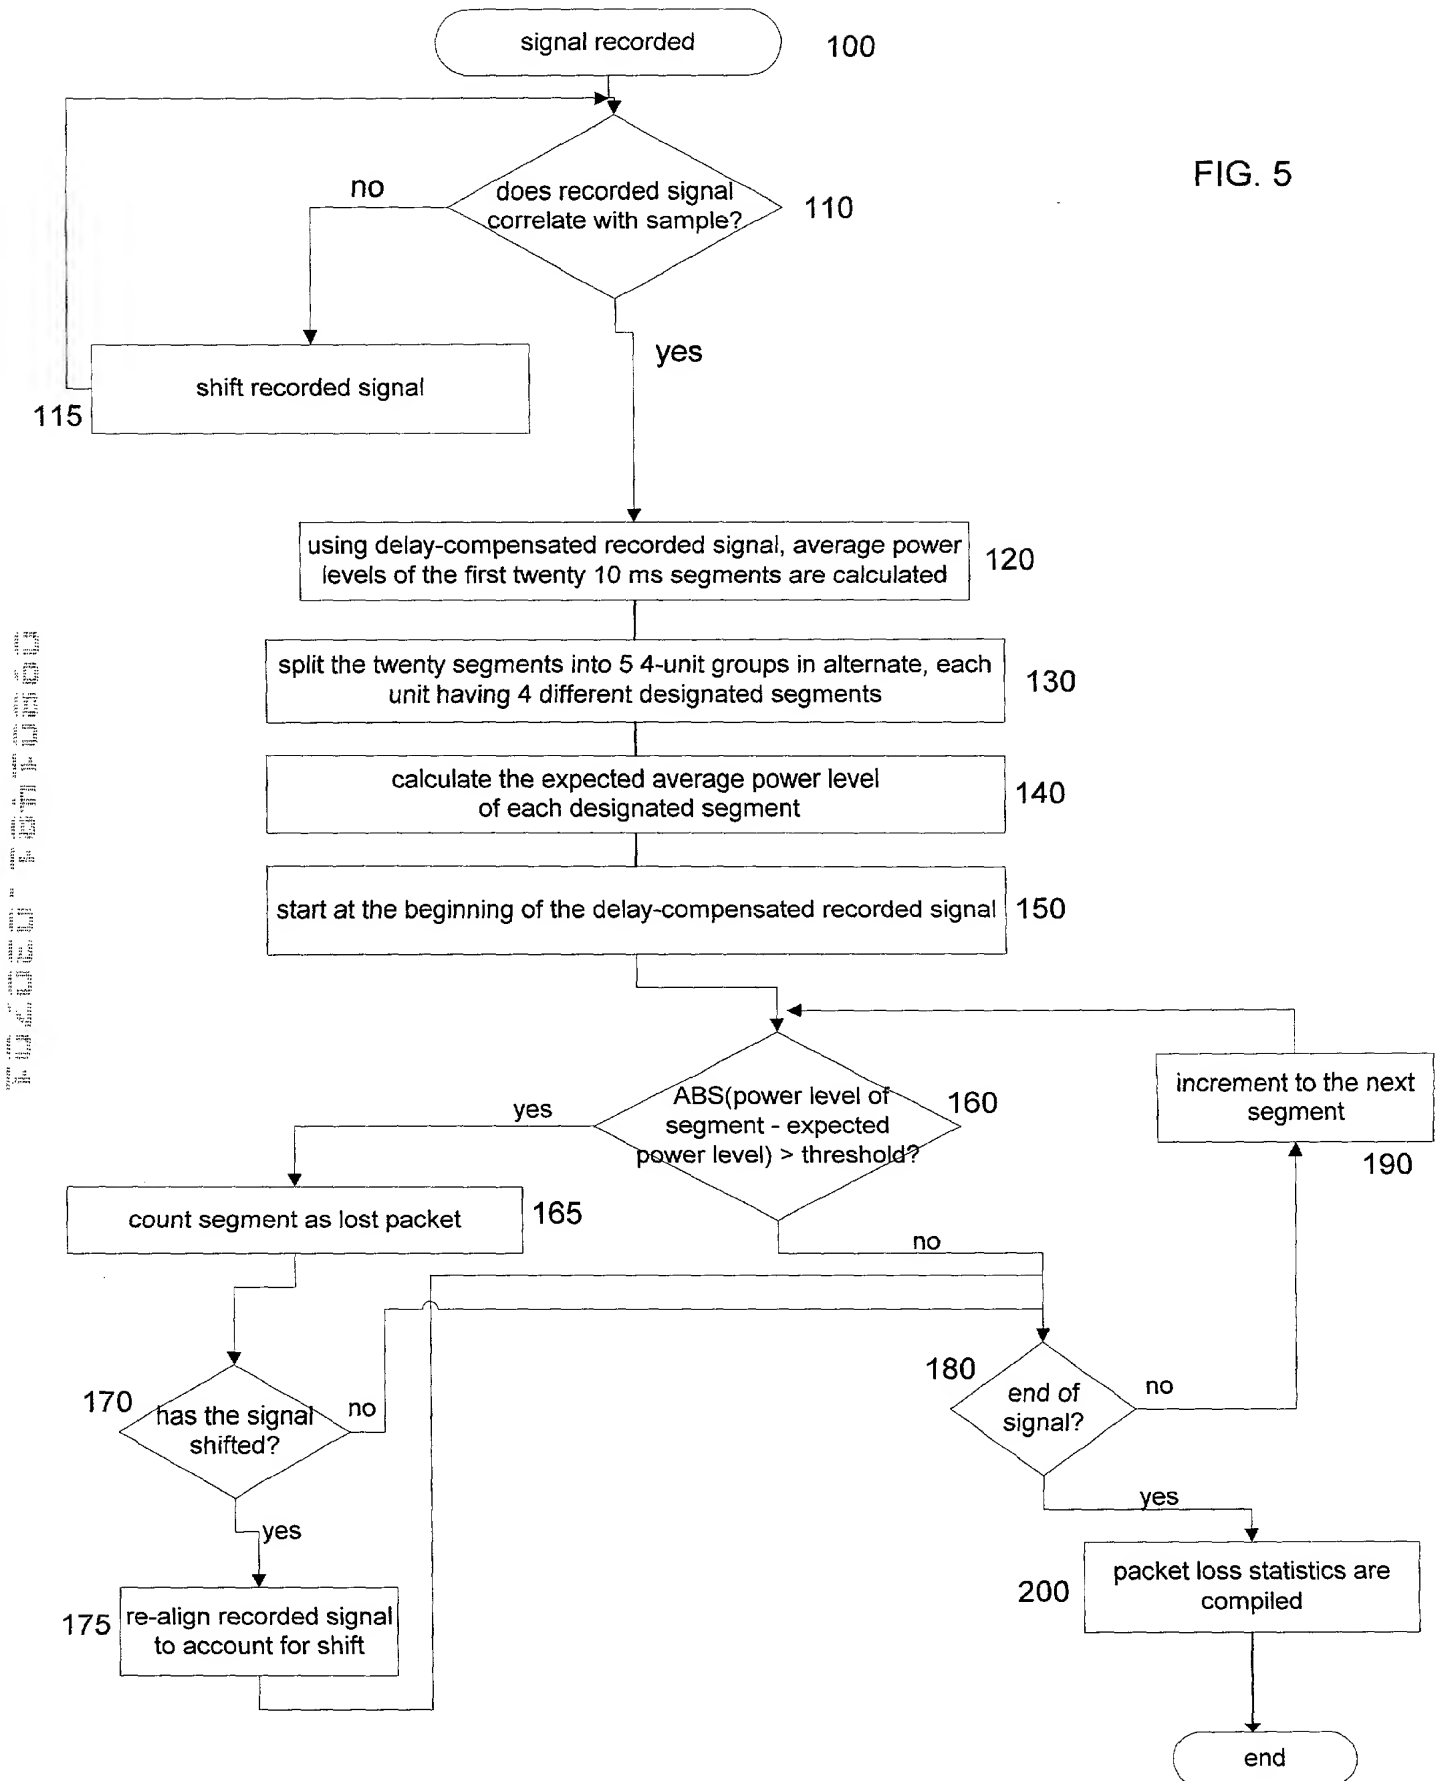 signal recorded
100
FIG. 5
no
does recorded signal
correlate with sample?
110
yes
shift recorded signal
115
using delay-compensated recorded signal, average power
levels of the first twenty 10 ms segments are calculated
120
split the twenty segments into 5 4-unit groups in alternate, each
unit having 4 different designated segments
130
calculate the expected average power level
of each designated segment
140
start at the beginning of the delay-compensated recorded signal
150
ABS(power level of
segment - expected
power level) > threshold?
160
yes
increment to the next
segment
190
count segment as lost packet
165
no
170
has the signal
shifted?
no
180
end of
signal?
no
yes
yes
175
re-align recorded signal
to account for shift
200
packet loss statistics are
compiled
end